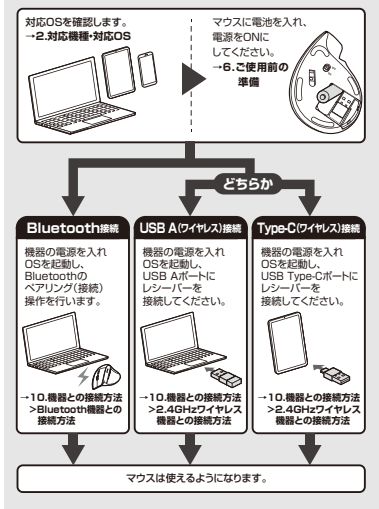 対応OSを確認します。
→2.対応機種・対応OS
マウスに電池を入れ、
電源をONに
してください。
→6.ご使用前の
準備
どちらか
Bluetooth接続
機器の電源を入れ
OSを起動し、
Bluetoothの
ペアリング(接続)
操作を行います。
→10.機器との接続方法
>Bluetooth機器との
接続方法
USB A(ワイヤレス)接続
機器の電源を入れ
OSを起動し、
USB Aポートに
レシーバーを
接続してください。
→10.機器との接続方法
>2.4GHzワイヤレス
機器との接続方法
Type-C(ワイヤレス)接続
機器の電源を入れ
OSを起動し、
USB Type-Cポートに
レシーバーを
接続してください。
→10.機器との接続方法
>2.4GHzワイヤレス
機器との接続方法
マウスは使えるようになります。